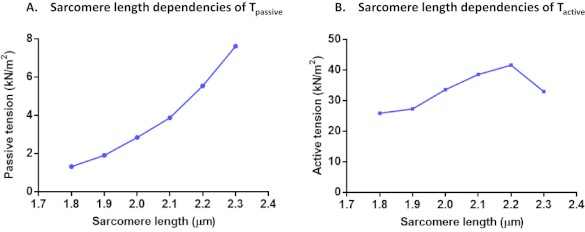 A. Sarcomere length dependencies of Tpassive
Passive tension (kN/m²)
8
6
4
2
0
1.7 1.8 1.9 2.0 2.1 2.2 2.3 2.4
Sarcomere length (µm)
B. Sarcomere length dependencies of Tactive
Active tension (kN/m²)
50
40
30
20
10
0
1.7 1.8 1.9 2.0 2.1 2.2 2.3 2.4
Sarcomere length (µm)